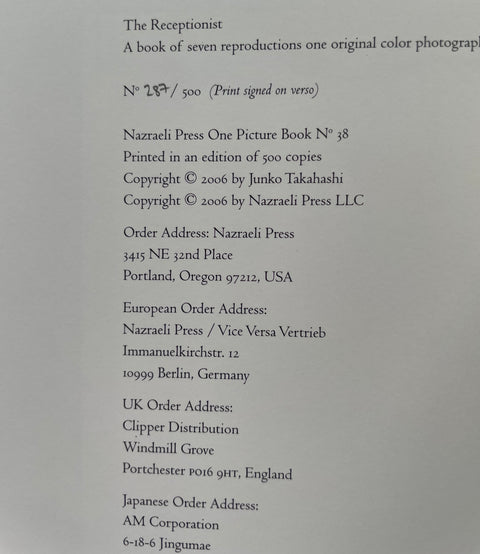 The Receptionist
A book of seven reproductions one original color photograp
Nº 287/500 (Print signed on verso)
Nazraeli Press One Picture Book Nº 38
Printed in an edition of 500 copies
Copyright © 2006 by Junko Takahashi
Copyright © 2006 by Nazraeli Press LLC
Order Address: Nazraeli Press
3415 NE 32nd Place
Portland, Oregon 97212, USA
European Order Address:
Nazraeli Press / Vice Versa Vertrieb
Immanuelkirchstr. 12
10999 Berlin, Germany
UK Order Address:
Clipper Distribution
Windmill Grove
Portchester PO16 9HT, England
Japanese Order Address:
AM Corporation
6-18-6 Jingumae